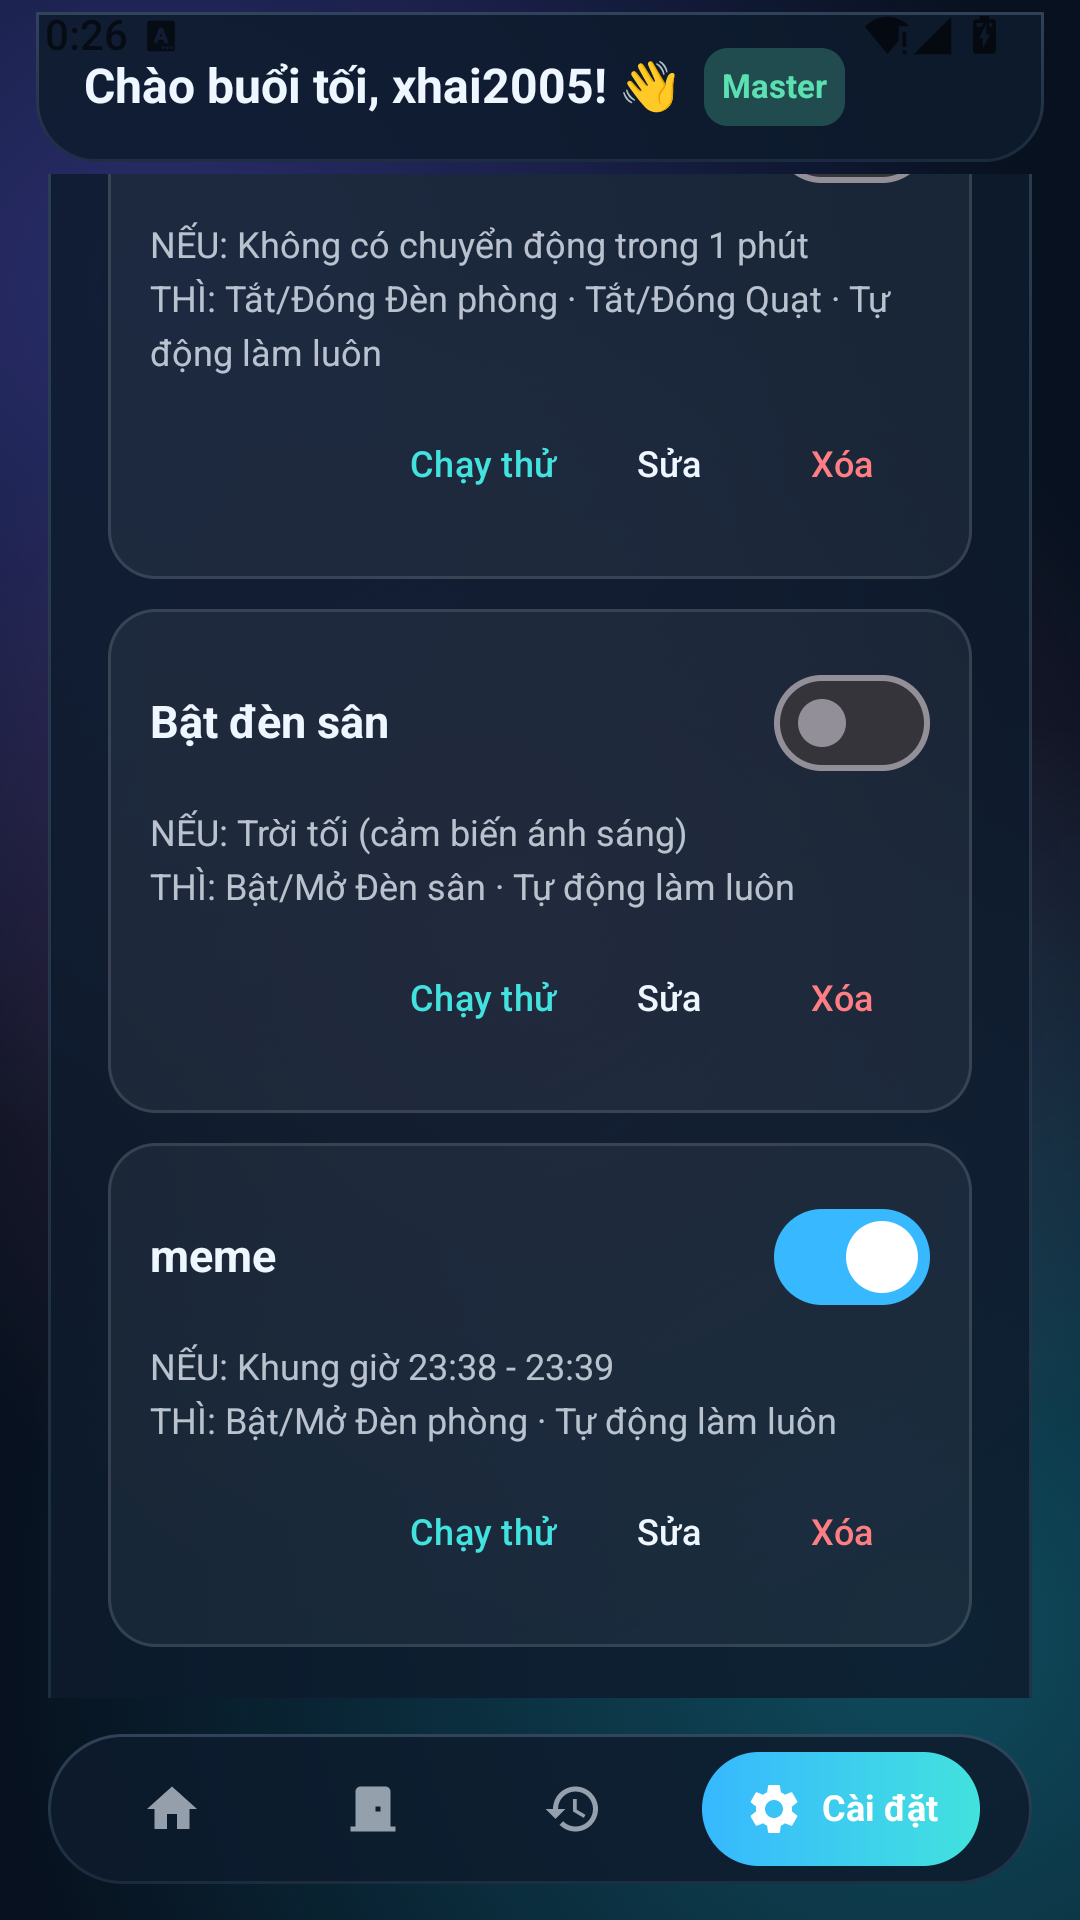 0:26
Chào buổi tối, xhai2005! 👋 Master
NẾU: Không có chuyển động trong 1 phút
THÌ: Tắt/Đóng Đèn phòng · Tắt/Đóng Quạt · Tự
động làm luôn
Chạy thử Sửa Xóa
Bật đèn sân
NẾU: Trời tối (cảm biến ánh sáng)
THÌ: Bật/Mở Đèn sân · Tự động làm luôn
Chạy thử Sửa Xóa
meme
NẾU: Khung giờ 23:38 - 23:39
THÌ: Bật/Mở Đèn phòng · Tự động làm luôn
Chạy thử Sửa Xóa
Cài đặt